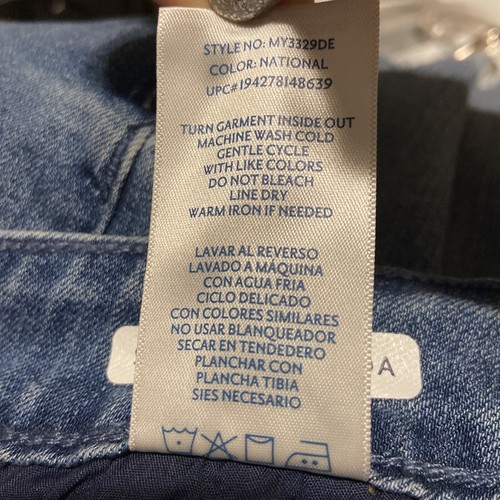 STYLE NO: MY3329DE
COLOR: NATIONAL
UPC#194278148639
TURN GARMENT INSIDE OUT
MACHINE WASH COLD
GENTLE CYCLE
WITH LIKE COLORS
DO NOT BLEACH
LINE DRY
WARM IRON IF NEEDED
LAVAR AL REVERSO
LAVADO A MÁQUINA
CON AGUA FRIA
CICLO DELICADO
CON COLORES SIMILARES
NO USAR BLANQUEADOR
SECAR EN TENDEDERO
PLANCHAR CON
PLANCHA TIBIA
SIES NECESARIO